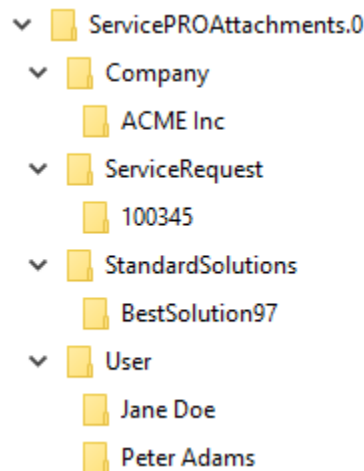 ServicePROAttachments.0
Company
ACME Inc
ServiceRequest
100345
StandardSolutions
BestSolution97
User
Jane Doe
Peter Adams